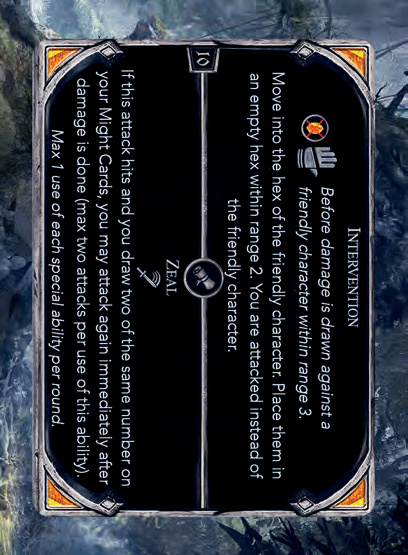 INTERVENTION
Before damage is drawn against a
friendly character within range 3.
Move into the hex of the friendly character. Place them in
an empty hex within range 2. You are attacked instead of
the friendly character.
10
ZEAL
If this attack hits and you draw two of the same number on
your Might Cards, you may attack again immediately after
damage is done (max two attacks per use of this ability).
Max 1 use of each special ability per round.